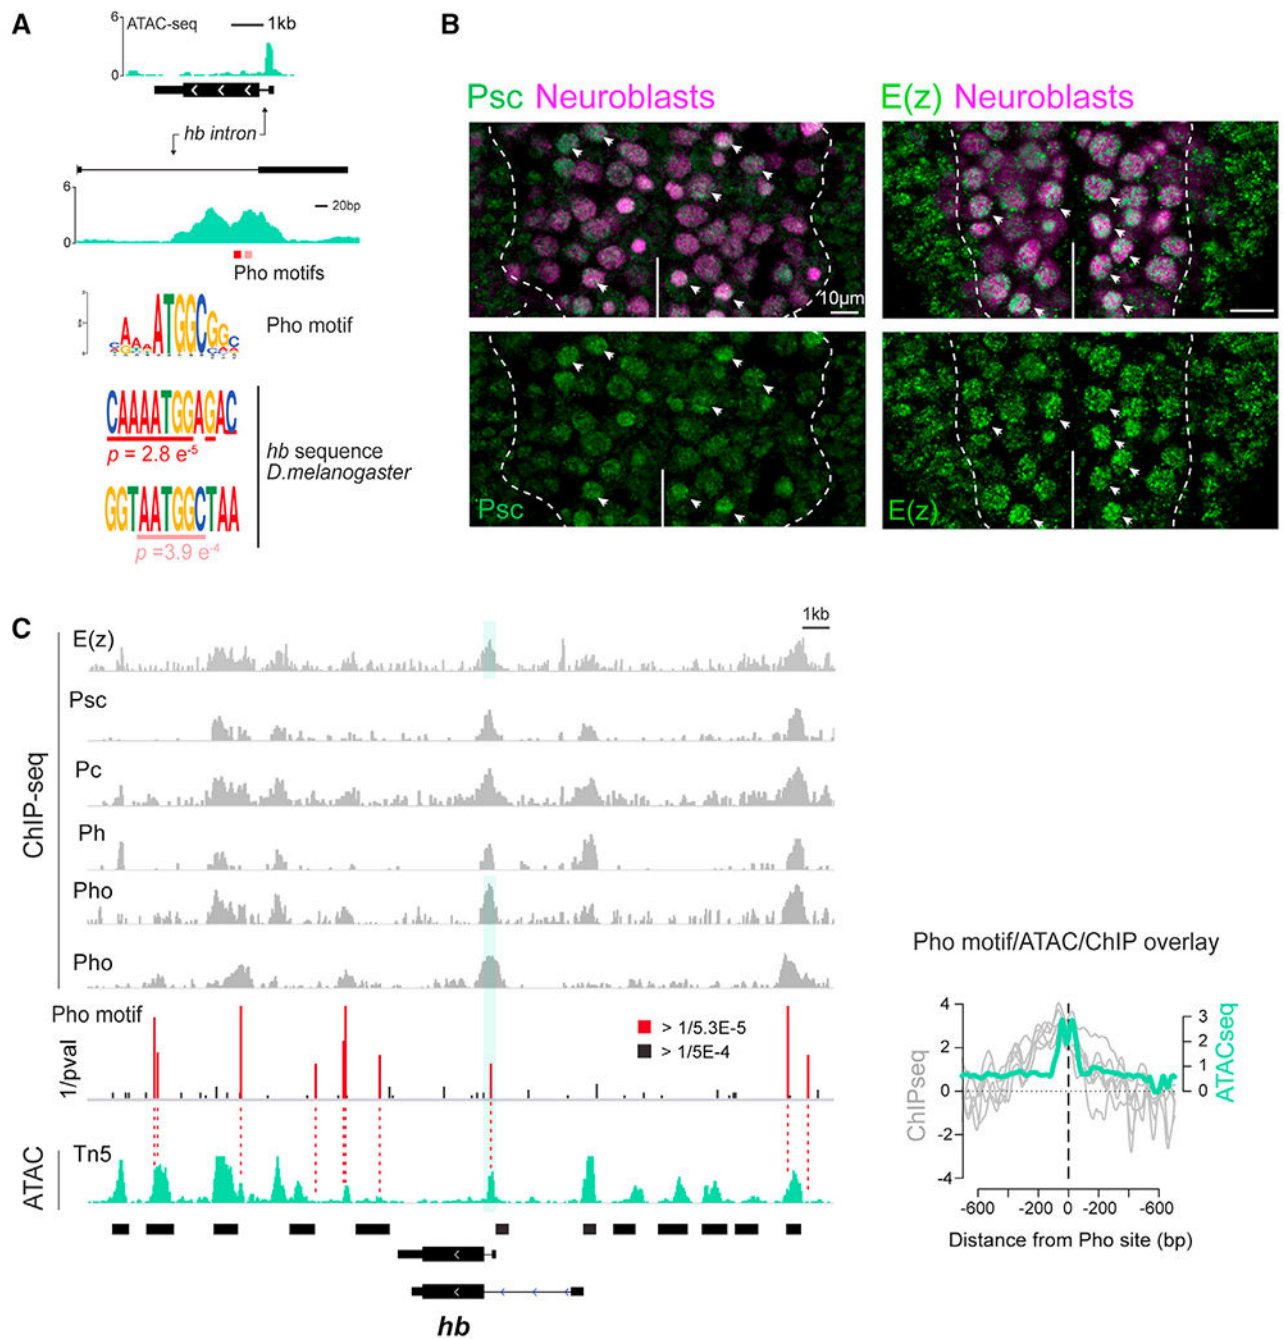 A
6
ATAC-seq
1kb
0
hb intron
6
20bp
0
Pho motifs
ATGGC
Pho motif
CAAAATGGAGAC
p = 2.8 e-5
hb sequence
D.melanogaster
GGTAATGGCTAA
p =3.9 e-4
B
Psc Neuroblasts
E(z) Neuroblasts
10µm
Psc
E(z)
C
1kb
ChIP-seq
E(z)
Psc
Pc
Ph
Pho
Pho
Pho motif
1/pval
> 1/5.3E-5
> 1/5E-4
ATAC
Tn5
hb
Pho motif/ATAC/ChIP overlay
ChIPseq
4
2
0
-2
-4
3
2
1
0
ATACseq
-600 -200 0 -200 -600
Distance from Pho site (bp)